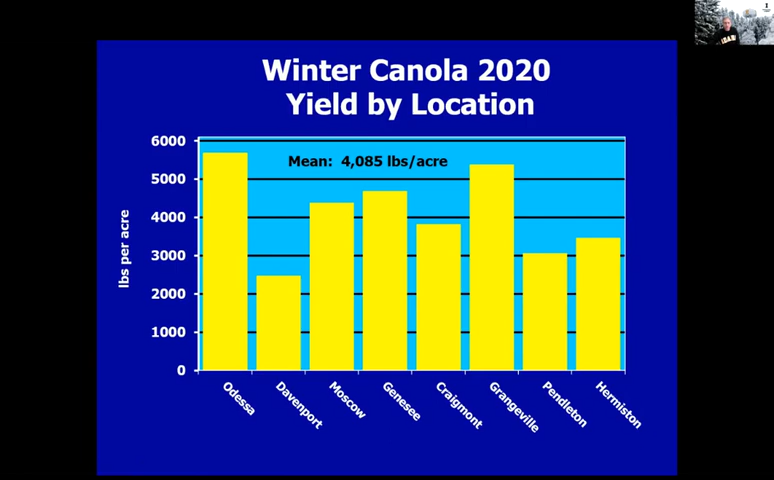 Winter Canola 2020
Yield by Location
Mean: 4,085 lbs/acre
lbs per acre
6000
5000
4000
3000
2000
1000
0
Odessa
Davenport
Moscow
Genesee
Craigmont
Grangeville
Pendleton
Hermiston